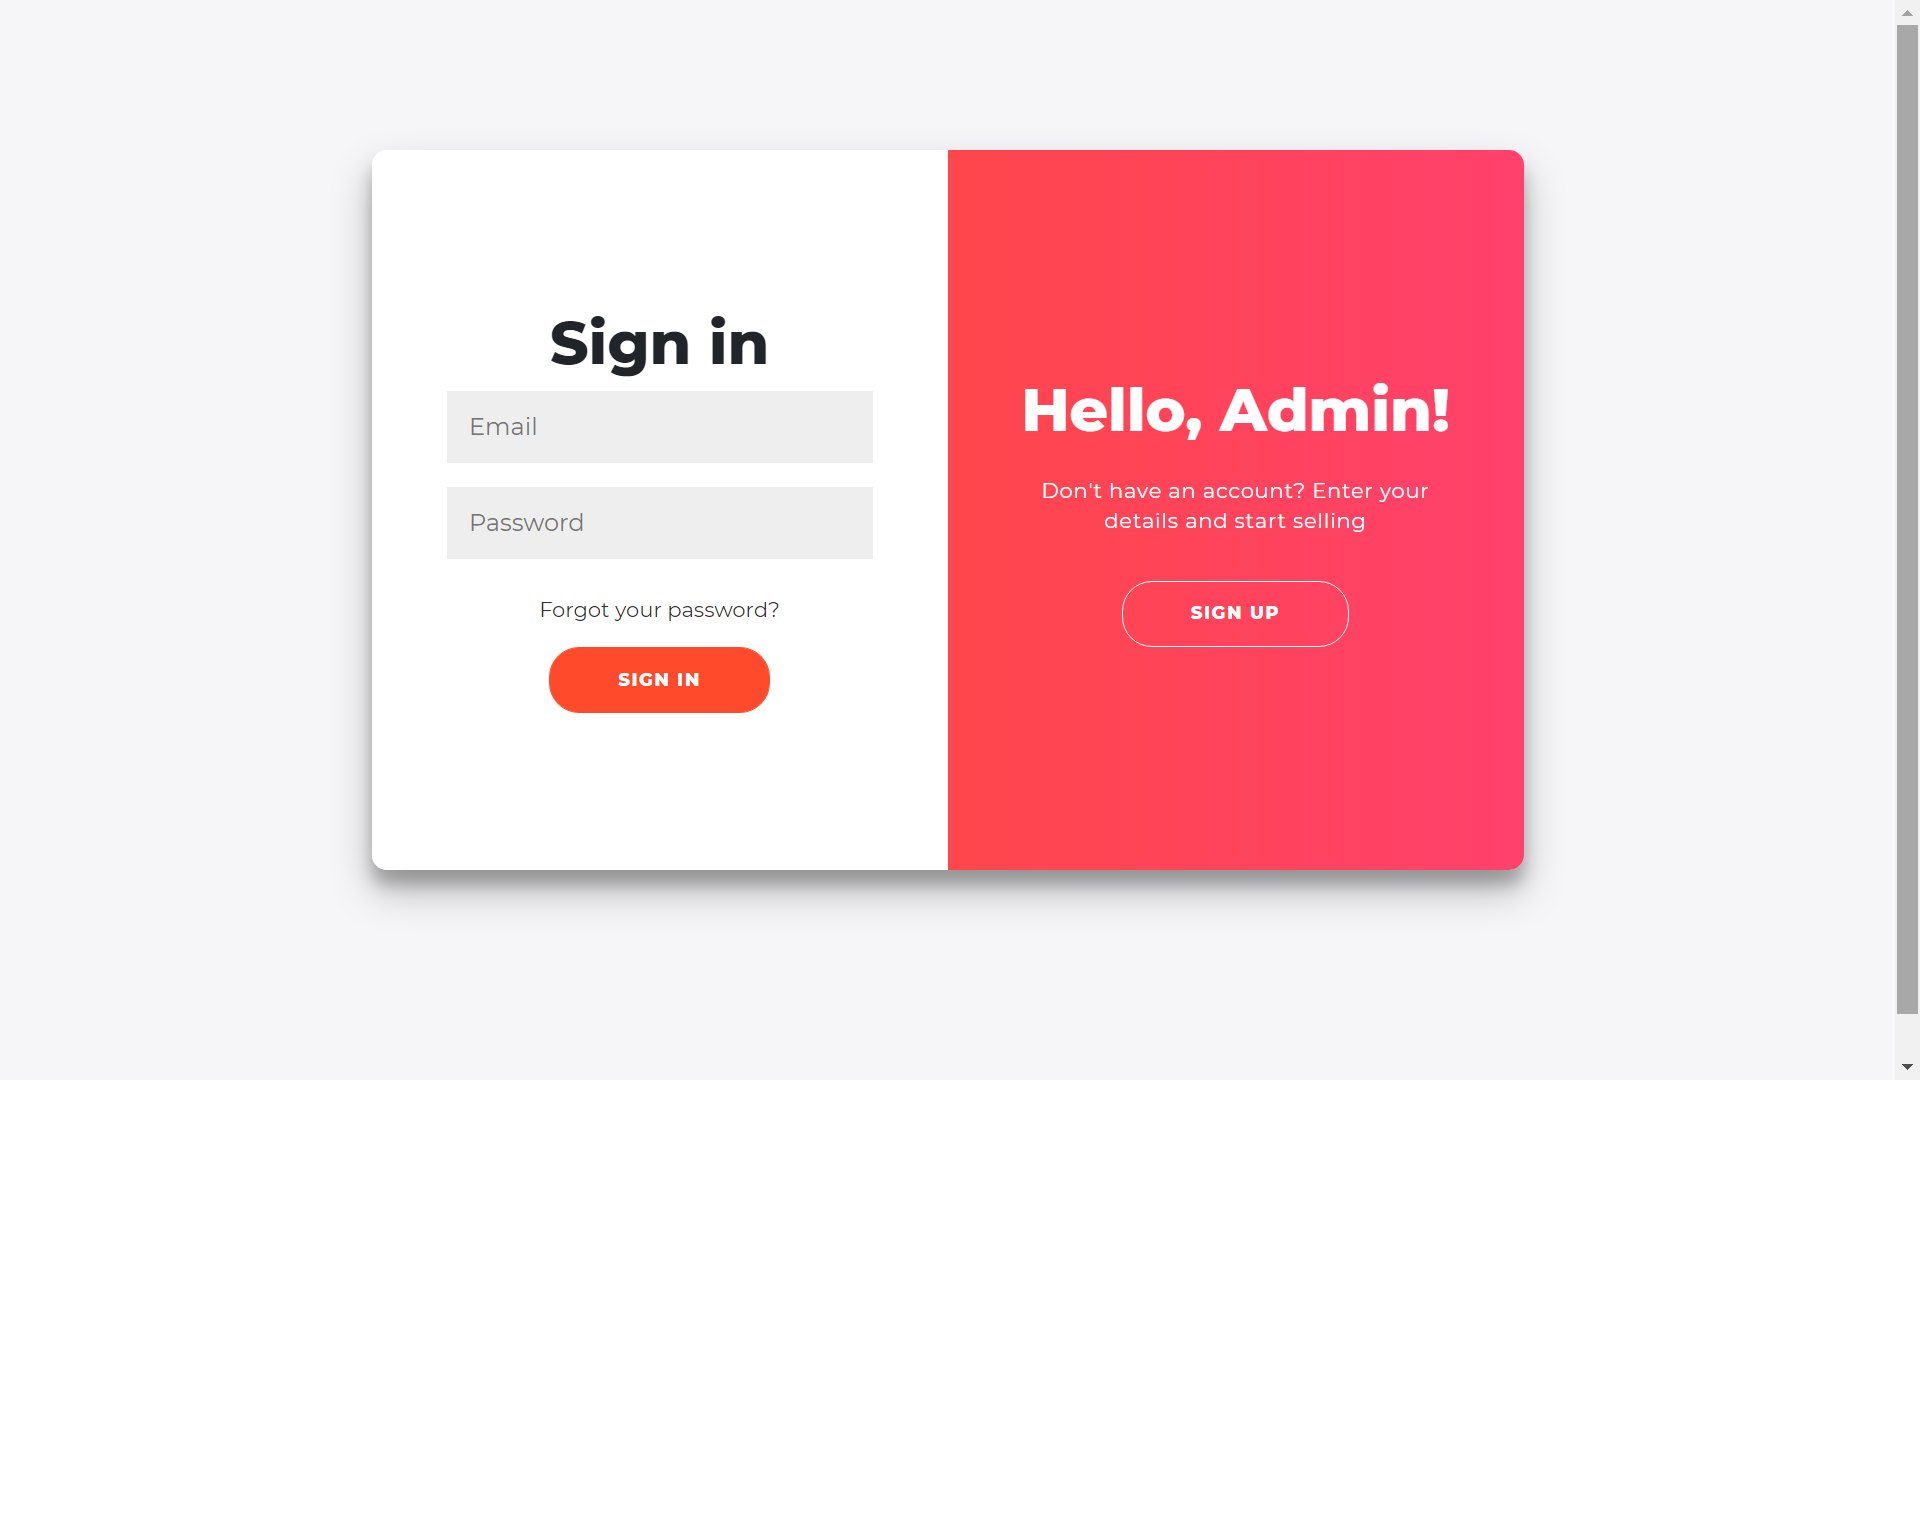 Sign in
Email
Password
Forgot your password?
SIGN IN
Hello, Admin!
Don't have an account? Enter your
details and start selling
SIGN UP